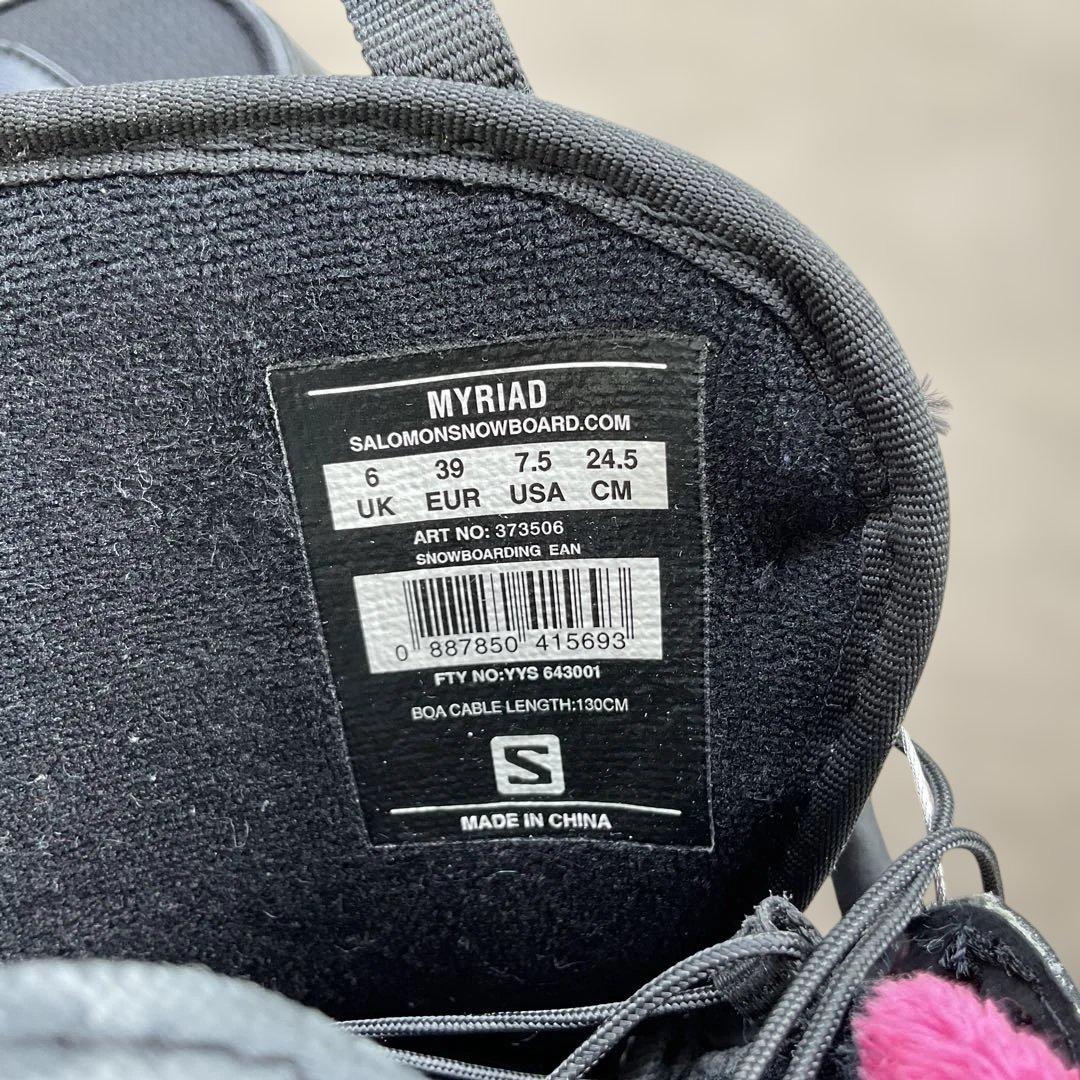 MYRIAD
SALOMONSNOWBOARD.COM
6 39 7.5 24.5
UK EUR USA CM
ART NO: 373506
SNOWBOARDING EAN
0 887850 415693
FTY NO:YYS 643001
BOA CABLE LENGTH:130CM
S
MADE IN CHINA